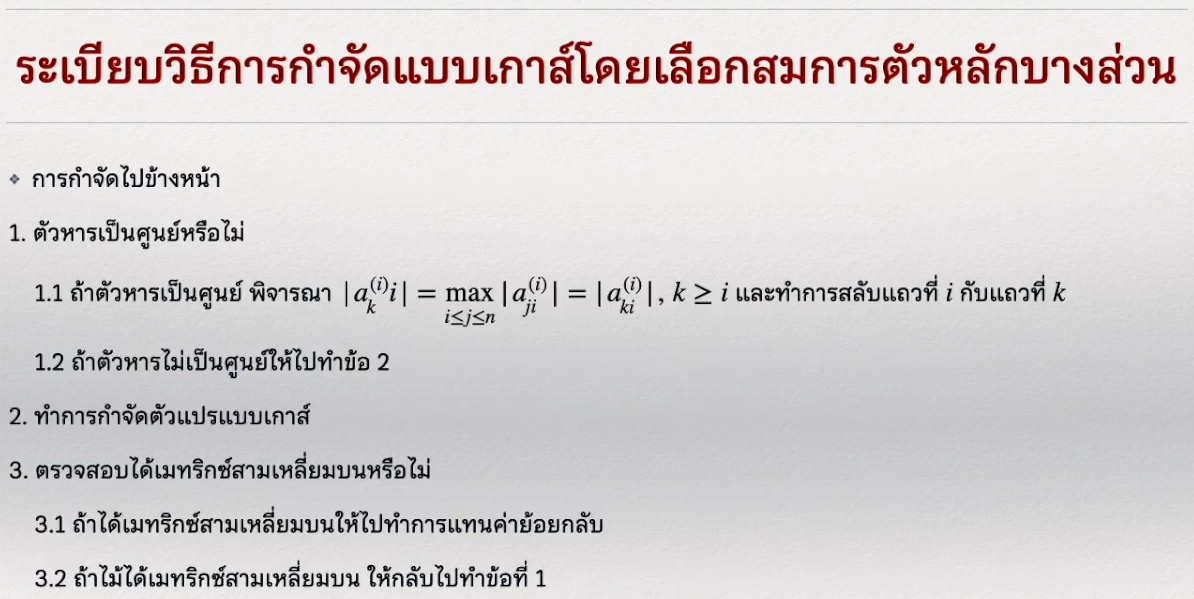 ระเบียบวิธีการกำจัดแบบเกาส์โดยเลือกสมการตัวหลักบางส่วน
❖ การกำจัดไปข้างหน้า
1. ตัวหารเป็นศูนย์หรือไม่
1.1 ถ้าตัวหารเป็นศูนย์ พิจารณา $|a_k^{(i)}i| = \max_{i \le j \le n} |a_{ji}^{(i)}| = |a_{ki}^{(i)}|, k \ge i$ และทำการสลับแถวที่ $i$ กับแถวที่ $k$
1.2 ถ้าตัวหารไม่เป็นศูนย์ให้ไปทำข้อ 2
2. ทำการกำจัดตัวแปรแบบเกาส์
3. ตรวจสอบได้เมทริกซ์สามเหลี่ยมบนหรือไม่
3.1 ถ้าได้เมทริกซ์สามเหลี่ยมบนให้ไปทำการแทนค่าย้อยกลับ
3.2 ถ้าไม้ได้เมทริกซ์สามเหลี่ยมบน ให้กลับไปทำข้อที่ 1